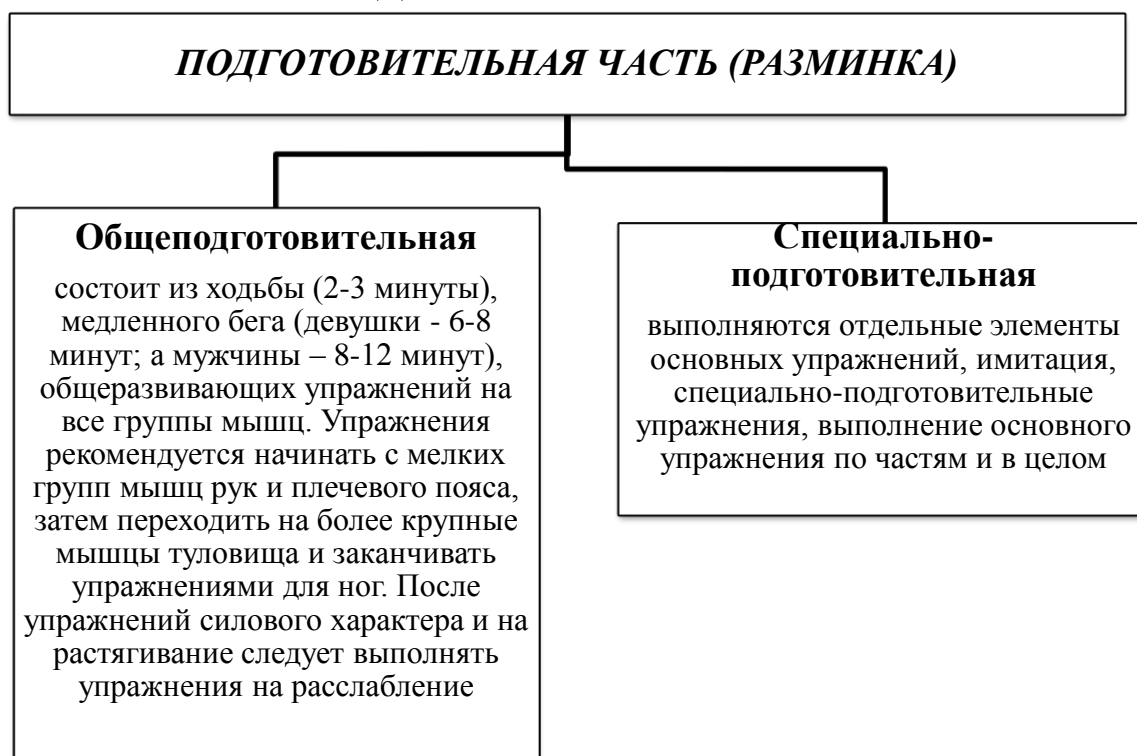 ПОДГОТОВИТЕЛЬНАЯ ЧАСТЬ (РАЗМИНКА)
Общеподготовительная
состоит из ходьбы (2-3 минуты),
медленного бега (девушки - 6-8
минут; а мужчины – 8-12 минут),
общеразвивающих упражнений на
все группы мышц. Упражнения
рекомендуется начинать с мелких
групп мышц рук и плечевого пояса,
затем переходить на более крупные
мышцы туловища и заканчивать
упражнениями для ног. После
упражнений силового характера и на
растягивание следует выполнять
упражнения на расслабление
Специально-
подготовительная
выполняются отдельные элементы
основных упражнений, имитация,
специально-подготовительные
упражнения, выполнение основного
упражнения по частям и в целом